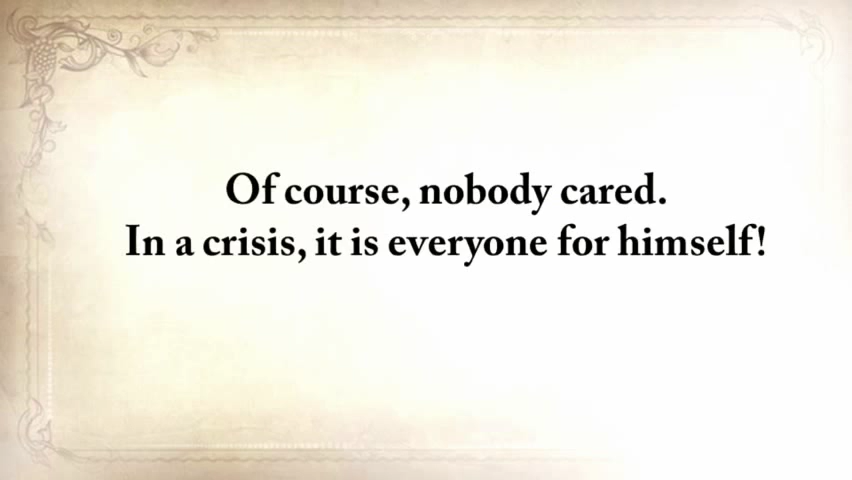 Of course, nobody cared.
In a crisis, it is everyone for himself!